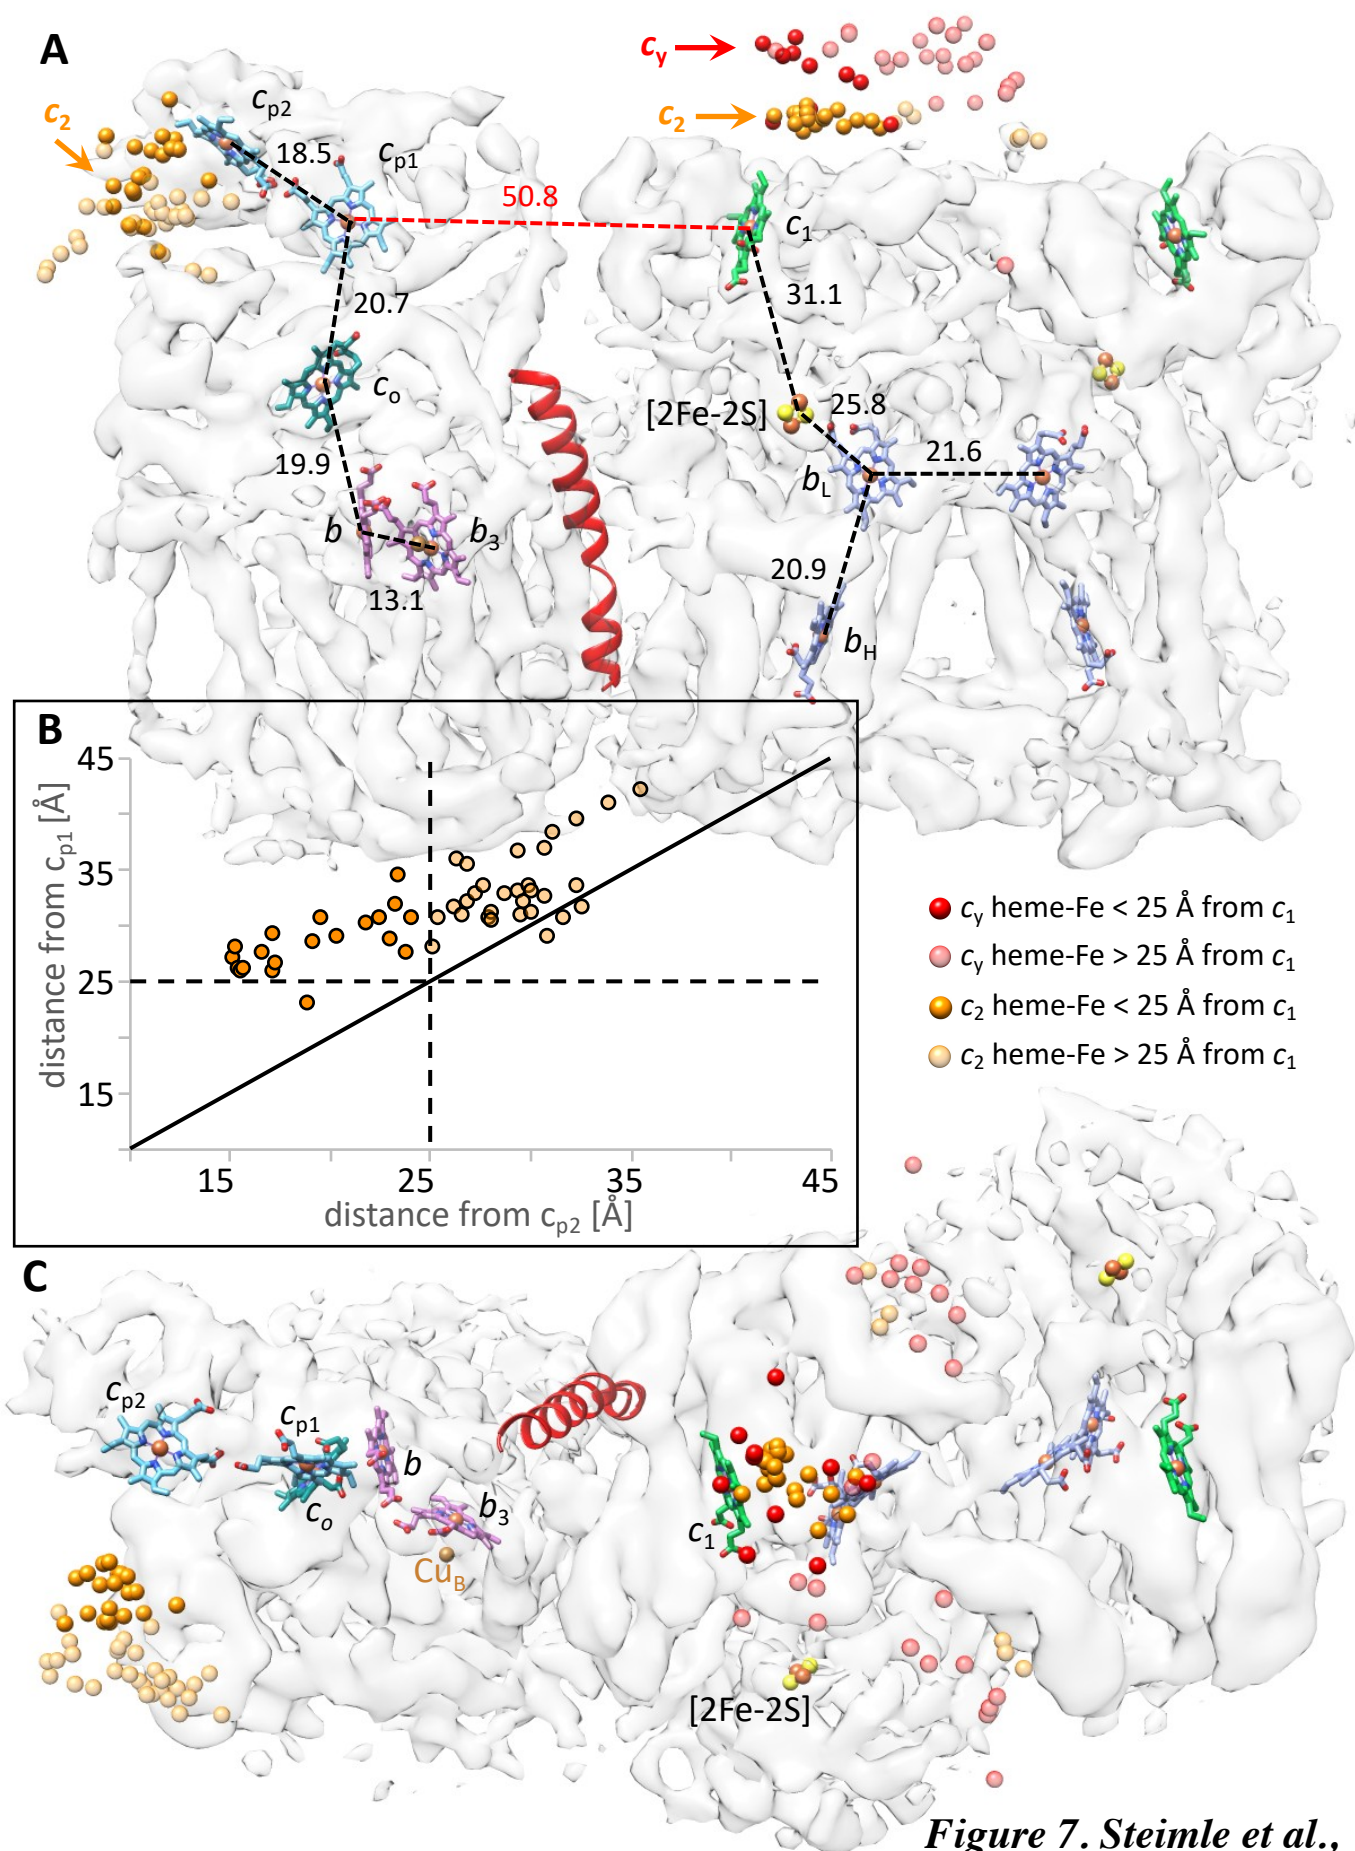 A
c2
cp2
18.5
cp1
cy
c2
50.8
c1
20.7
31.1
co
[2Fe-2S]
25.8
19.9
bL
21.6
b
b3
13.1
20.9
bH
B
45
35
25
15
distance from cp1 [Å]
15
25
35
45
distance from cp2 [Å]
cy heme-Fe < 25 Å from c1
cy heme-Fe > 25 Å from c1
c2 heme-Fe < 25 Å from c1
c2 heme-Fe > 25 Å from c1
C
cp2
cp1
b
co
b3
CuB
c1
[2Fe-2S]
Figure 7. Steimle et al.,